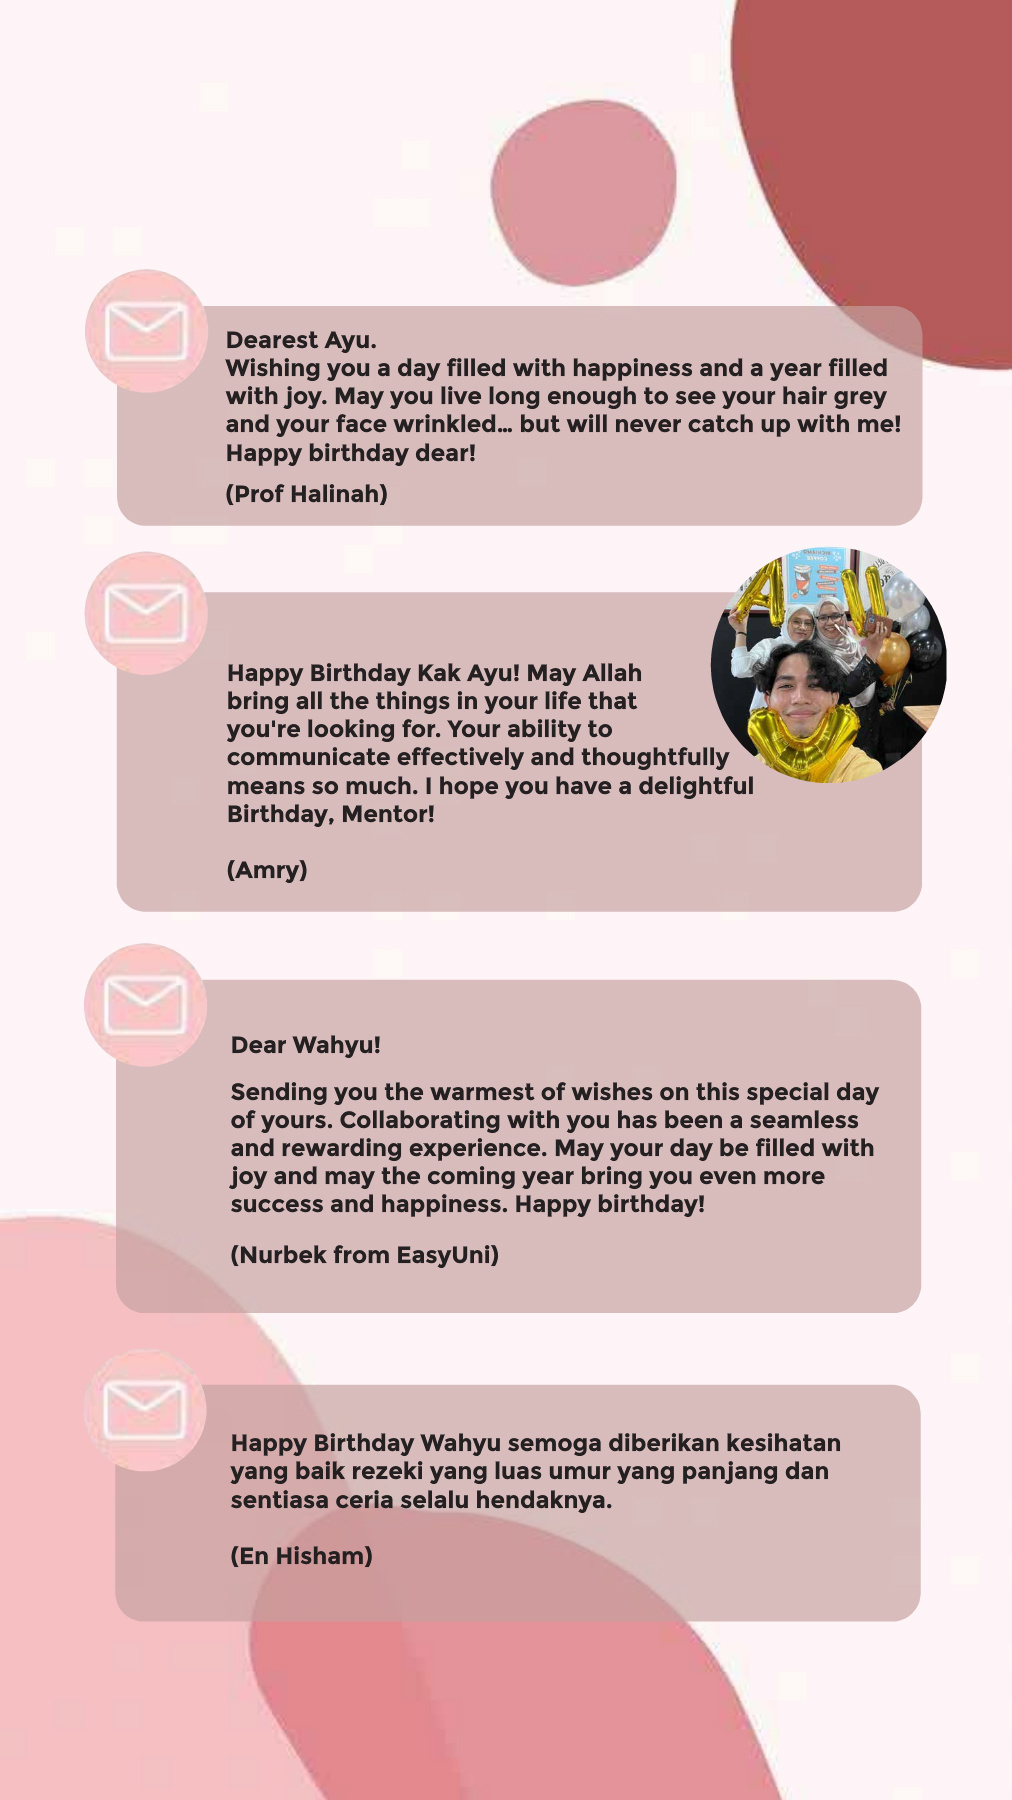 Dearest Ayu.
Wishing you a day filled with happiness and a year filled
with joy. May you live long enough to see your hair grey
and your face wrinkled... but will never catch up with me!
Happy birthday dear!
(Prof Halinah)
Happy Birthday Kak Ayu! May Allah
bring all the things in your life that
you're looking for. Your ability to
communicate effectively and thoughtfully
means so much. I hope you have a delightful
Birthday, Mentor!
(Amry)
Dear Wahyu!
Sending you the warmest of wishes on this special day
of yours. Collaborating with you has been a seamless
and rewarding experience. May your day be filled with
joy and may the coming year bring you even more
success and happiness. Happy birthday!
(Nurbek from EasyUni)
Happy Birthday Wahyu semoga diberikan kesihatan
yang baik rezeki yang luas umur yang panjang dan
sentiasa ceria selalu hendaknya.
(En Hisham)